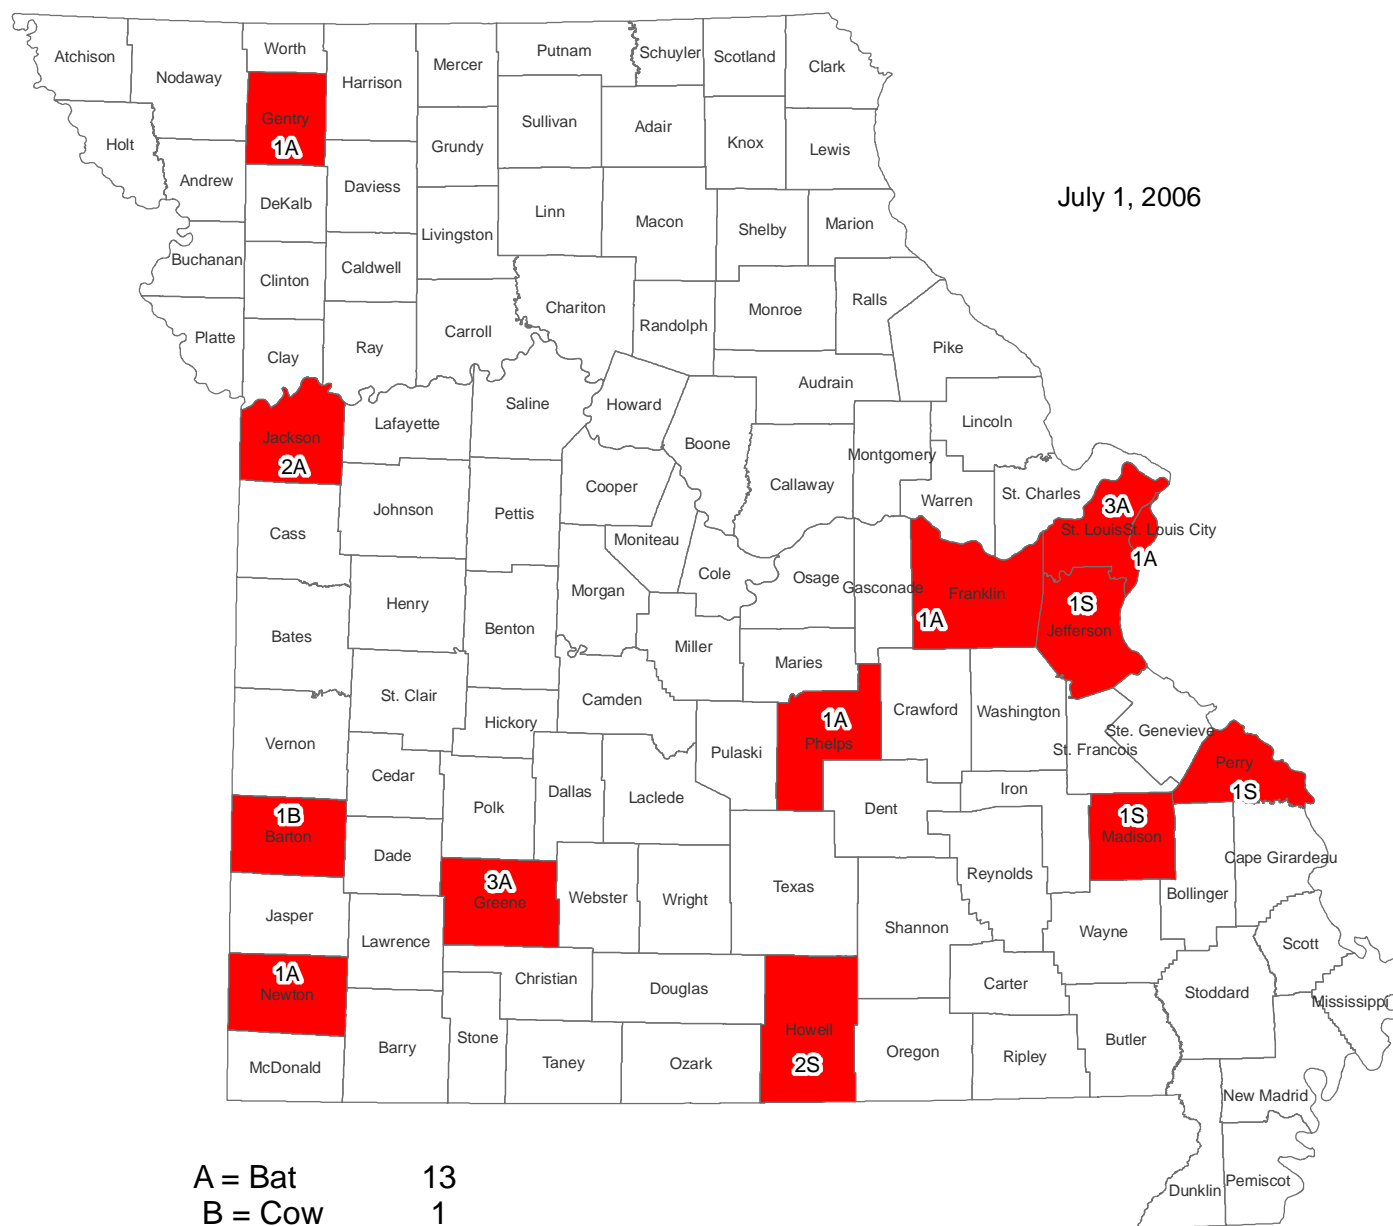 Atchison
Nodaway
Worth
Harrison
Mercer
Putnam
Schuyler
Scotland
Clark
Gentry
1A
Holt
Andrew
DeKalb
Daviess
Grundy
Sullivan
Adair
Knox
Lewis
July 1, 2006
Buchanan
Clinton
Caldwell
Livingston
Linn
Macon
Shelby
Marion
Platte
Clay
Ray
Carroll
Chariton
Randolph
Monroe
Ralls
Pike
Audrain
Jackson
2A
Lafayette
Saline
Howard
Boone
Callaway
Montgomery
Lincoln
Warren
St. Charles
3A
St. Louis
St. Louis City
1A
Cass
Johnson
Pettis
Cooper
Moniteau
Cole
Osage
Gasconade
Franklin
1A
1S
Jefferson
Bates
Henry
Benton
Morgan
Miller
Maries
St. Clair
Hickory
Camden
Pulaski
1A
Phelps
Crawford
Washington
St. Francois
Ste. Genevieve
Perry
1S
Vernon
Cedar
Polk
Dallas
Laclede
Dent
Iron
1S
Madison
Cape Girardeau
1B
Barton
Dade
3A
Greene
Webster
Wright
Texas
Reynolds
Bollinger
Jasper
Lawrence
Shannon
Wayne
Scott
1A
Newton
Christian
Douglas
Carter
Stoddard
Mississippi
McDonald
Barry
Stone
Taney
Ozark
Howell
2S
Oregon
Ripley
Butler
New Madrid
Dunklin
Pemiscot
A = Bat 13
B = Cow 1